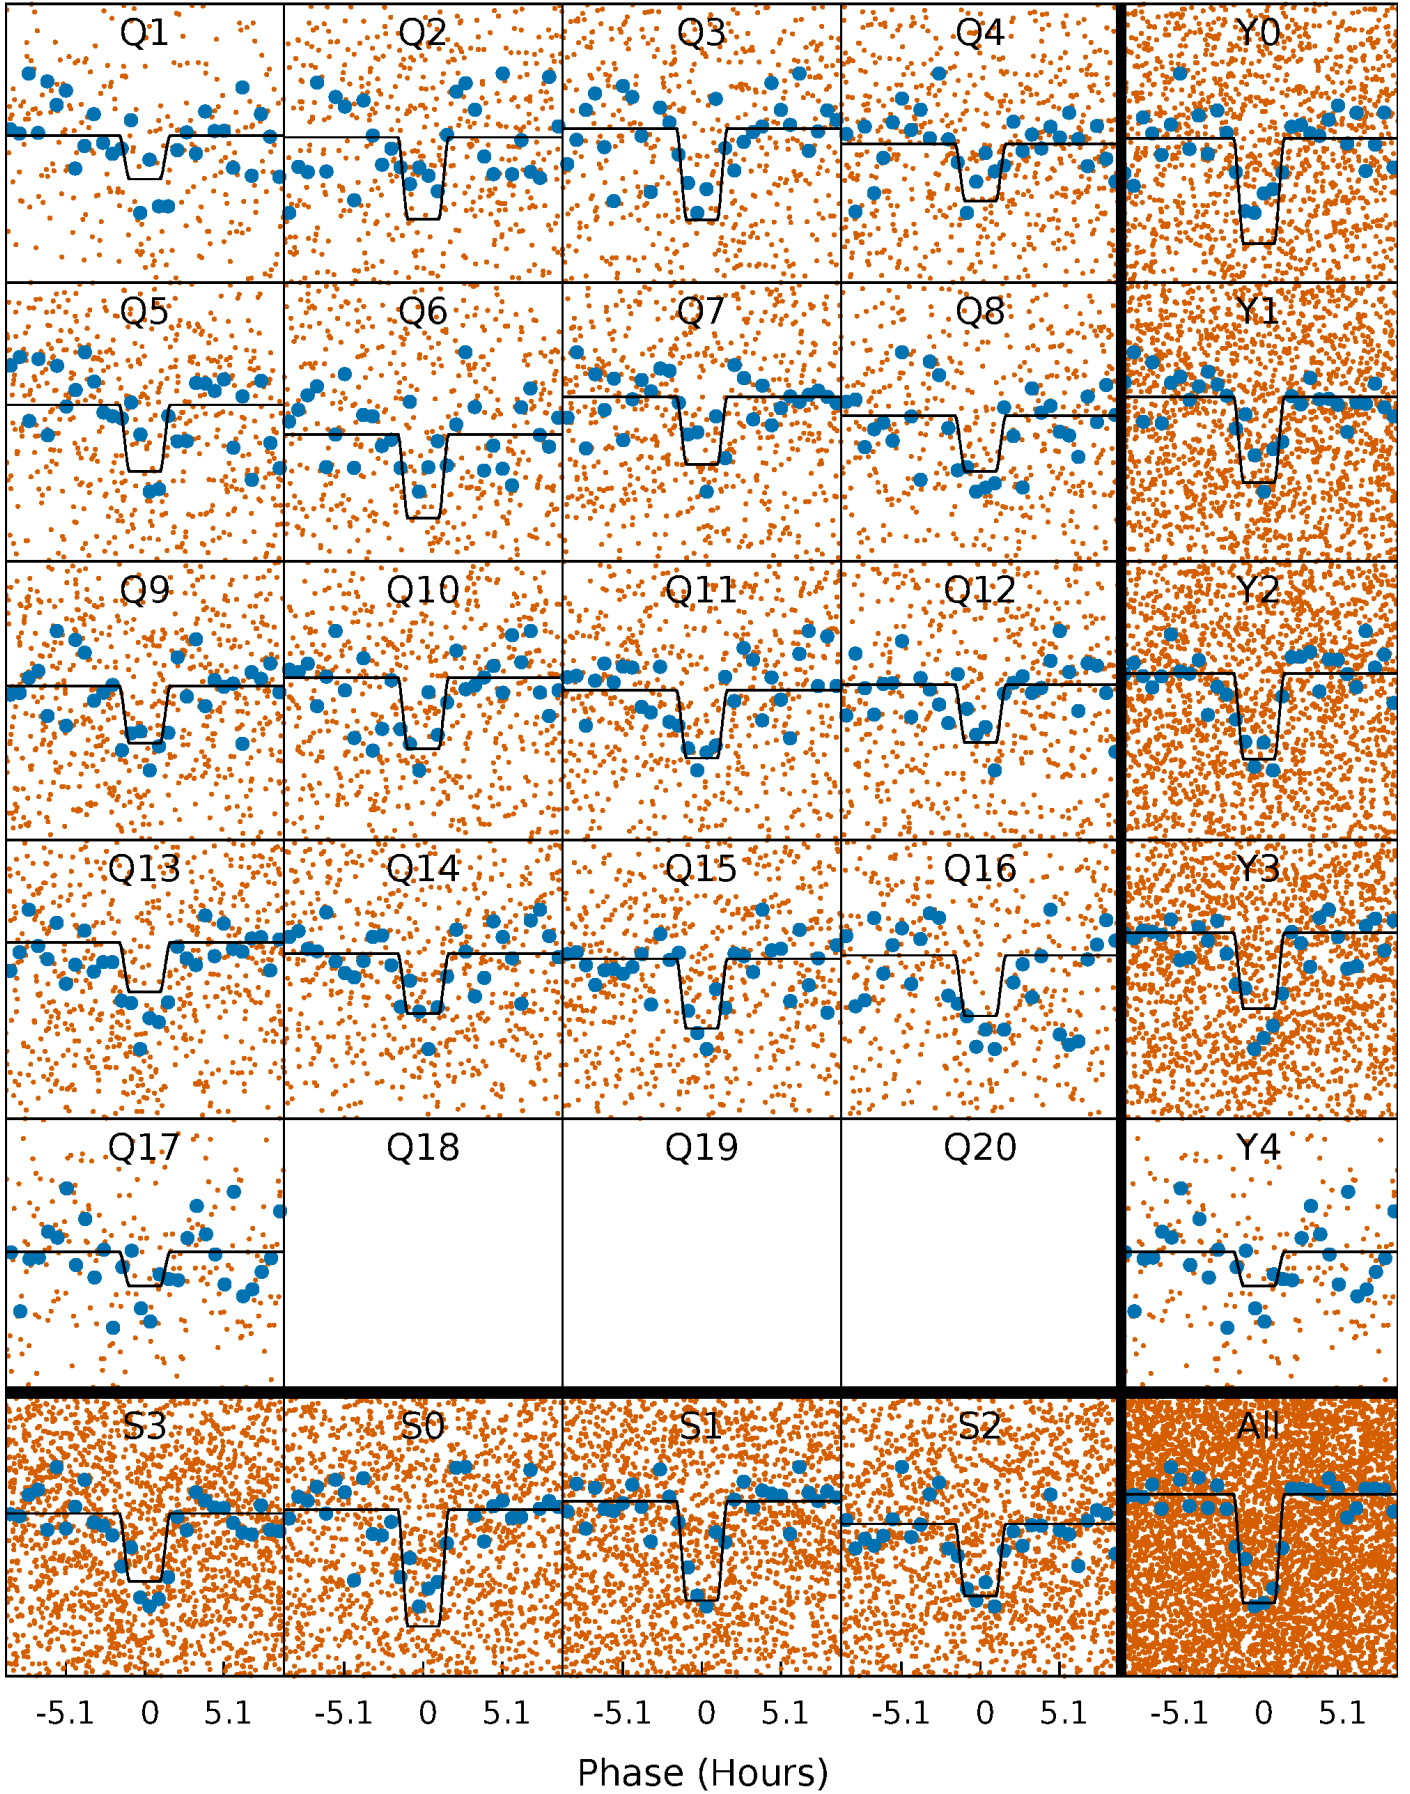 Q1 Q2 Q3 Q4 Y0
Q5 Q6 Q7 Q8 Y1
Q9 Q10 Q11 Q12 Y2
Q13 Q14 Q15 Q16 Y3
Q17 Q18 Q19 Q20 Y4
S3 S0 S1 S2 All
-5.1 0 5.1 -5.1 0 5.1 -5.1 0 5.1 -5.1 0 5.1 -5.1 0 5.1
Phase (Hours)